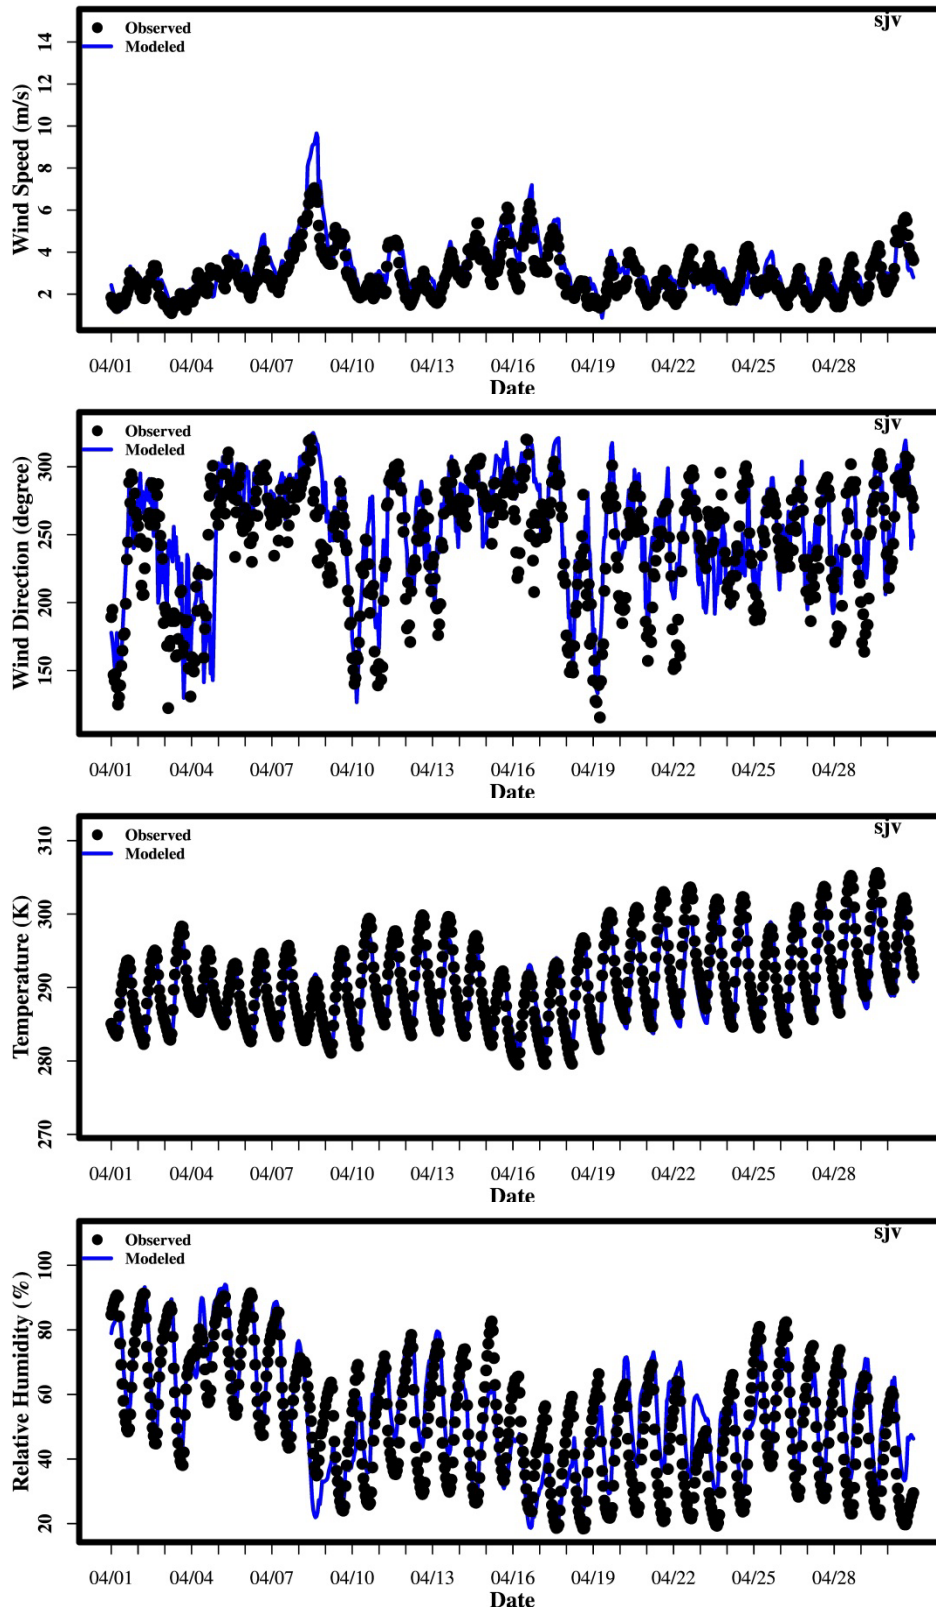 sjv
Observed
Modeled
Wind Speed (m/s)
2 4 6 8 10 12 14
04/01 04/04 04/07 04/10 04/13 04/16 04/19 04/22 04/25 04/28
Date
sjv
Observed
Modeled
Wind Direction (degree)
150 200 250 300
04/01 04/04 04/07 04/10 04/13 04/16 04/19 04/22 04/25 04/28
Date
sjv
Observed
Modeled
Temperature (K)
270 280 290 300 310
04/01 04/04 04/07 04/10 04/13 04/16 04/19 04/22 04/25 04/28
Date
sjv
Observed
Modeled
Relative Humidity (%)
20 40 60 80 100
04/01 04/04 04/07 04/10 04/13 04/16 04/19 04/22 04/25 04/28
Date